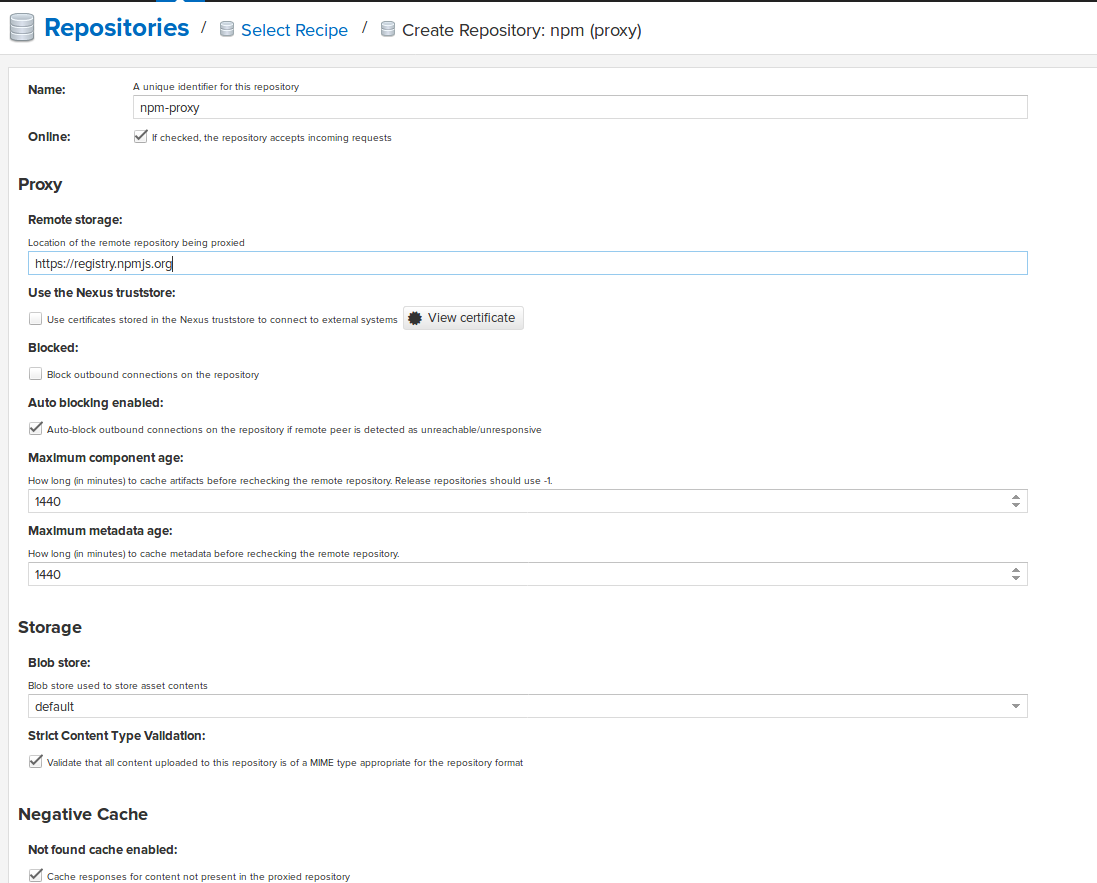 Repositories / Select Recipe / Create Repository: npm (proxy)
Name:
A unique identifier for this repository
npm-proxy
Online:
If checked, the repository accepts incoming requests
Proxy
Remote storage:
Location of the remote repository being proxied
https://registry.npmjs.org
Use the Nexus truststore:
Use certificates stored in the Nexus truststore to connect to external systems View certificate
Blocked:
Block outbound connections on the repository
Auto blocking enabled:
Auto-block outbound connections on the repository if remote peer is detected as unreachable/unresponsive
Maximum component age:
How long (in minutes) to cache artifacts before rechecking the remote repository. Release repositories should use -1.
1440
Maximum metadata age:
How long (in minutes) to cache metadata before rechecking the remote repository.
1440
Storage
Blob store:
Blob store used to store asset contents
default
Strict Content Type Validation:
Validate that all content uploaded to this repository is of a MIME type appropriate for the repository format
Negative Cache
Not found cache enabled:
Cache responses for content not present in the proxied repository